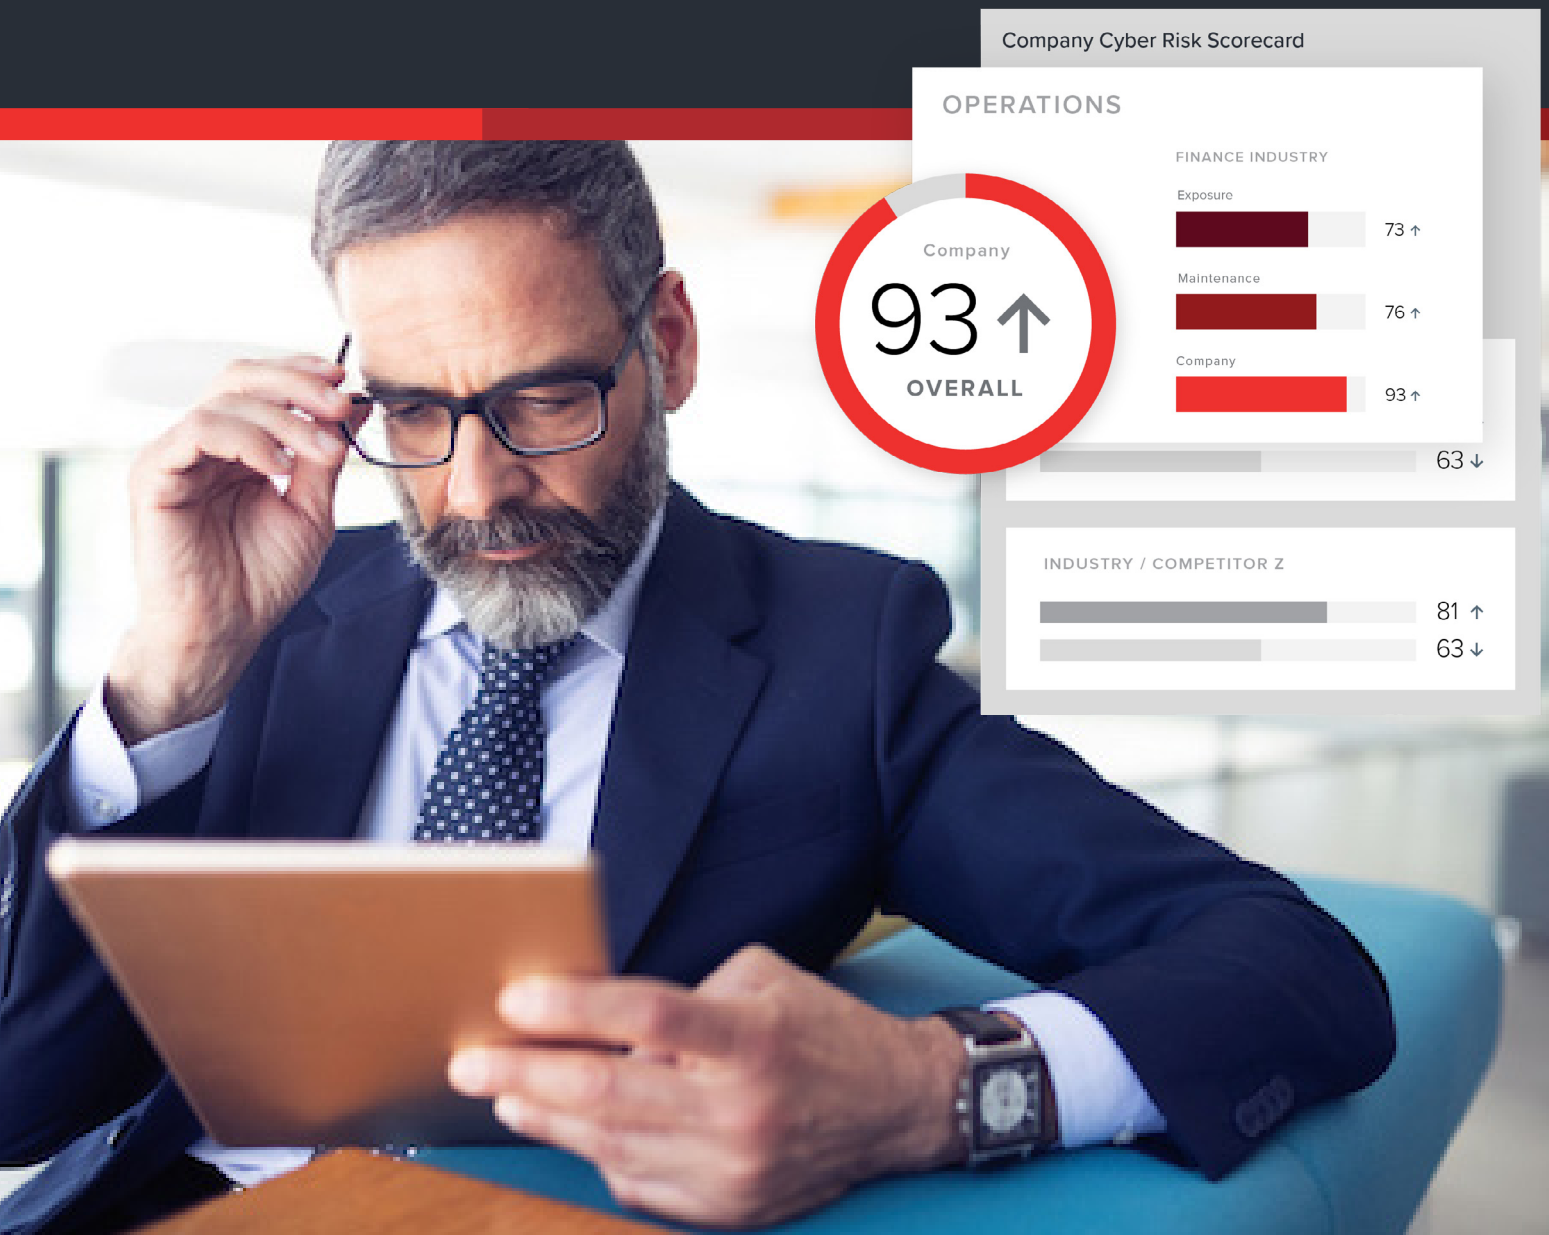 Company Cyber Risk Scorecard
OPERATIONS
FINANCE INDUSTRY
Exposure
73 ↑
Maintenance
76 ↑
Company
93 ↑
Company
93 ↑
OVERALL
63 ↓
INDUSTRY / COMPETITOR Z
81 ↑
63 ↓